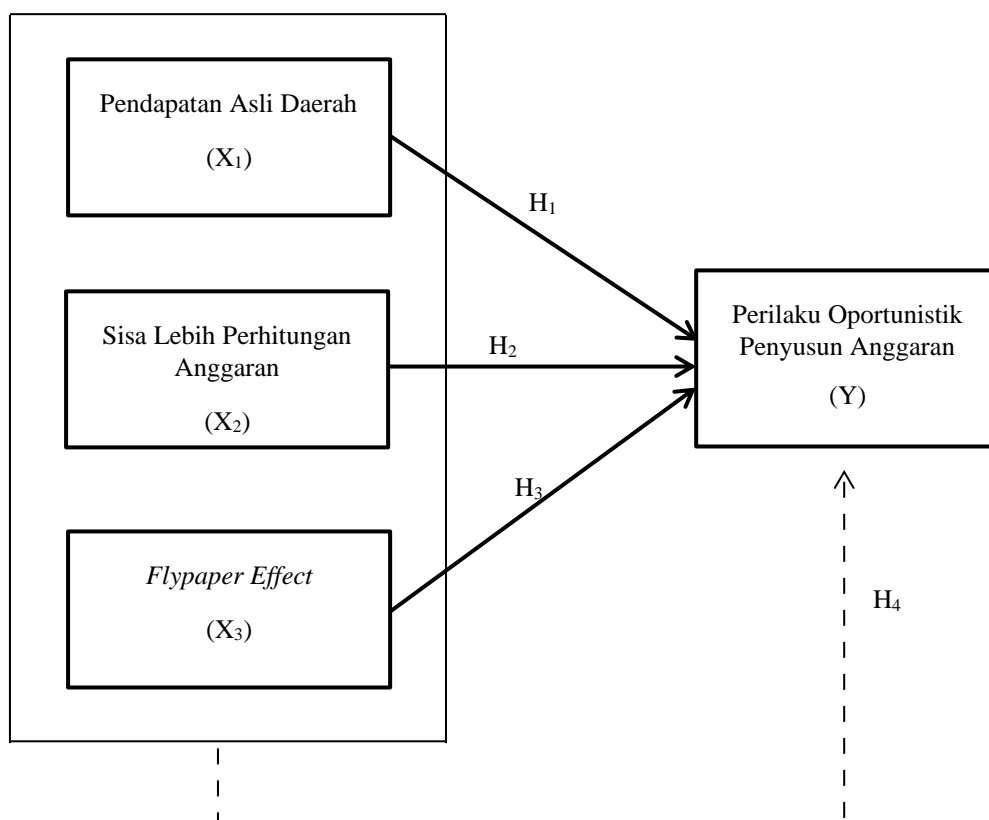 Pendapatan Asli Daerah
(X₁)
H₁
Sisa Lebih Perhitungan
Anggaran
(X₂)
H₂
Perilaku Oportunistik
Penyusun Anggaran
(Y)
H₃
Flypaper Effect
(X₃)
H₄